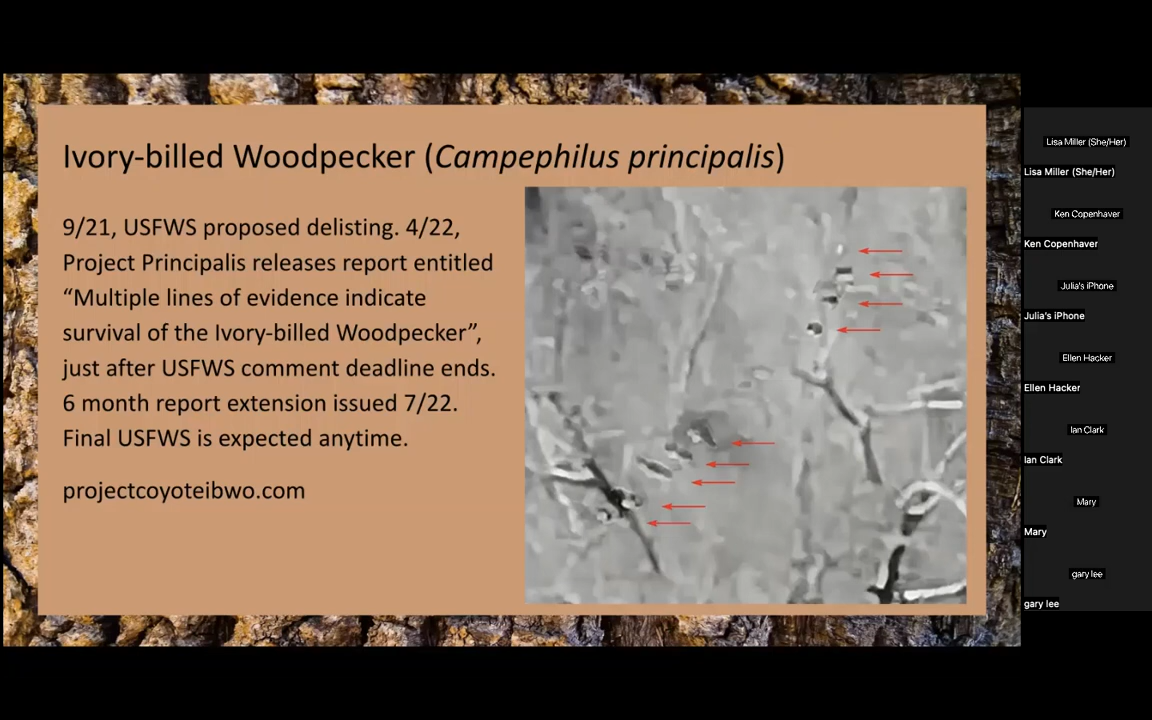 Ivory-billed Woodpecker (Campephilus principalis)
9/21, USFWS proposed delisting. 4/22,
Project Principalis releases report entitled
“Multiple lines of evidence indicate
survival of the Ivory-billed Woodpecker”,
just after USFWS comment deadline ends.
6 month report extension issued 7/22.
Final USFWS is expected anytime.
projectcoyoteibwo.com
Lisa Miller (She/Her)
Lisa Miller (She/Her)
Ken Copenhaver
Ken Copenhaver
Julia's iPhone
Julia's iPhone
Ellen Hacker
Ellen Hacker
Ian Clark
Ian Clark
Mary
Mary
gary lee
gary lee